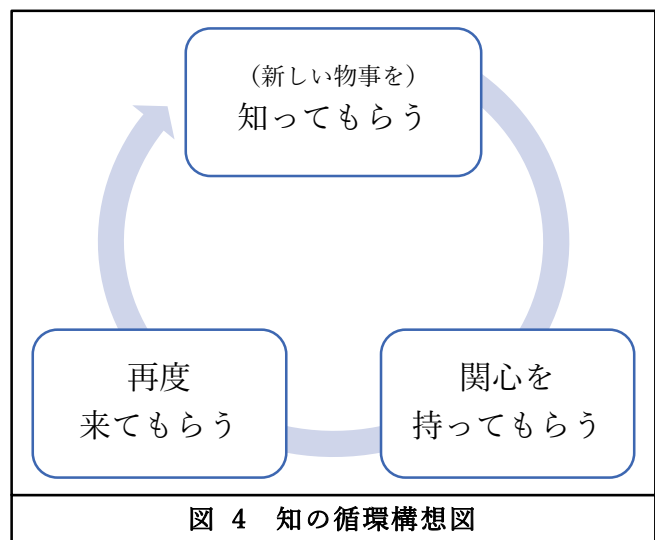 （新しい物事を）
知ってもらう
関心を
持ってもらう
再度
来てもらう
図 4　知の循環構想図